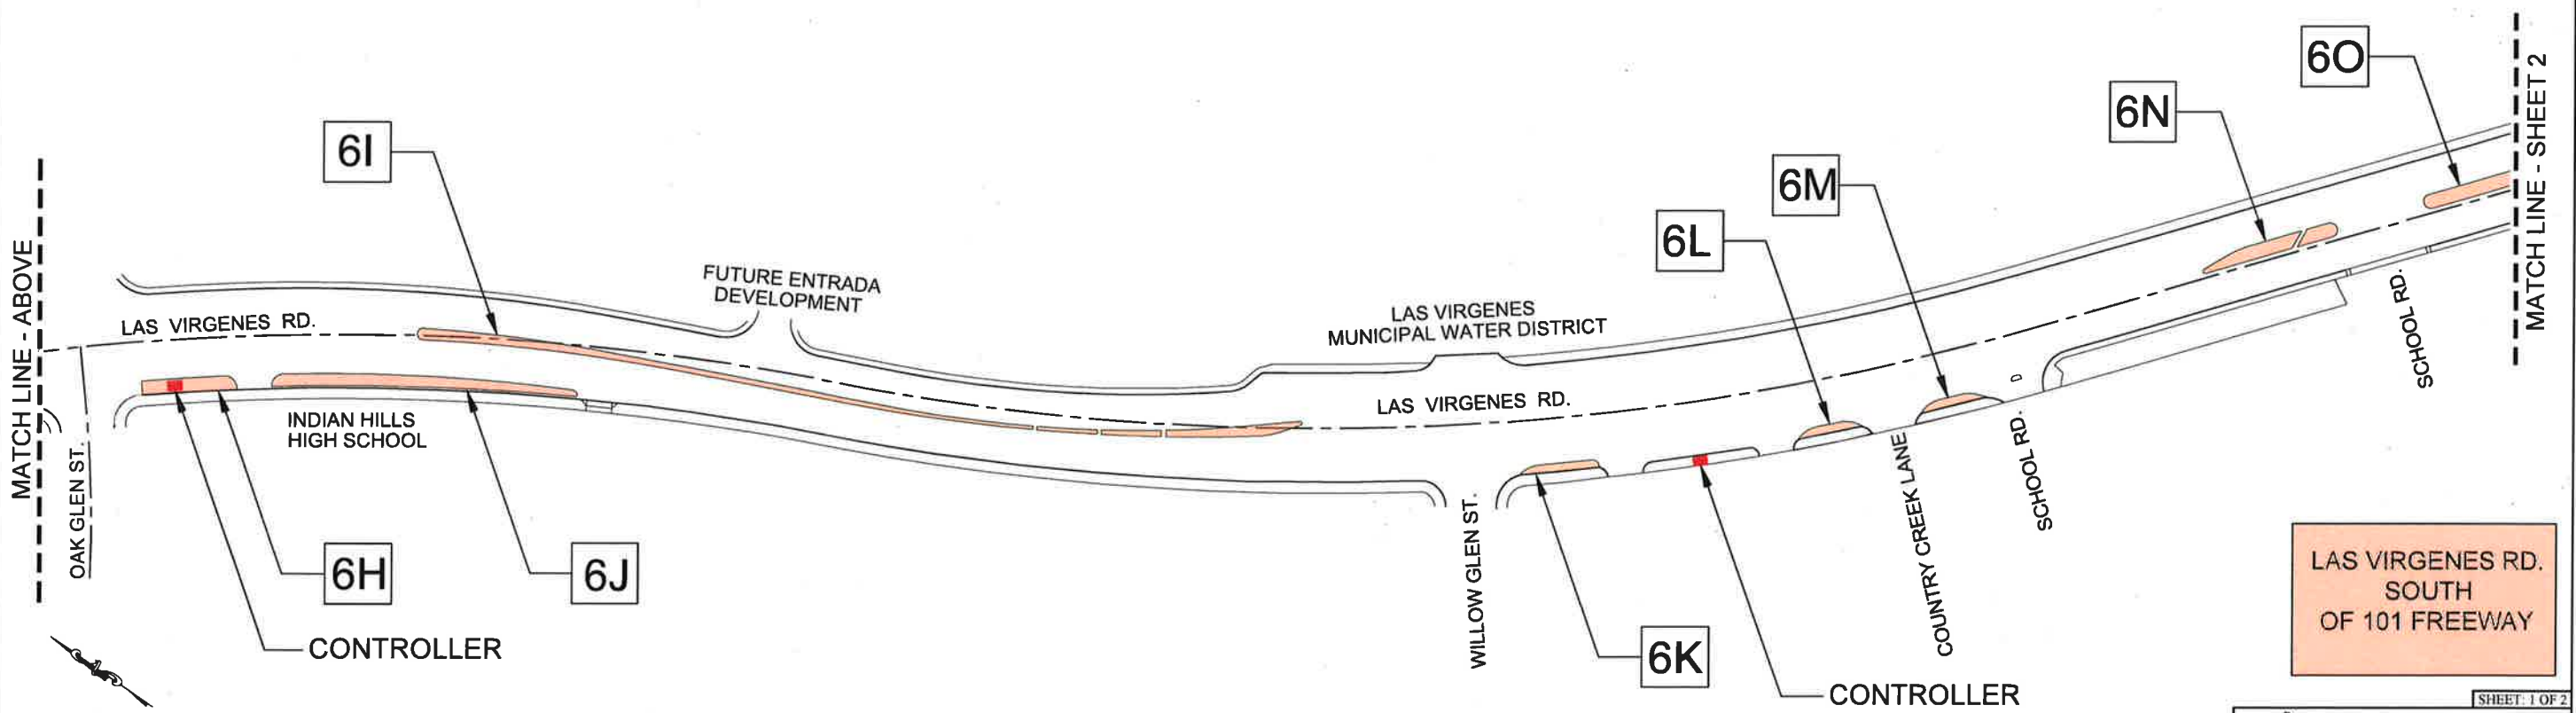 MATCH LINE - ABOVE
OAK GLEN ST.
LAS VIRGENES RD.
6I
INDIAN HILLS
HIGH SCHOOL
6H
6J
CONTROLLER
FUTURE ENTRADA
DEVELOPMENT
LAS VIRGENES
MUNICIPAL WATER DISTRICT
LAS VIRGENES RD.
WILLOW GLEN ST.
6K
CONTROLLER
6L
6M
COUNTRY CREEK LANE
SCHOOL RD.
6N
6O
SCHOOL RD.
MATCH LINE - SHEET 2
LAS VIRGENES RD.
SOUTH
OF 101 FREEWAY
SHEET: 1 OF 2